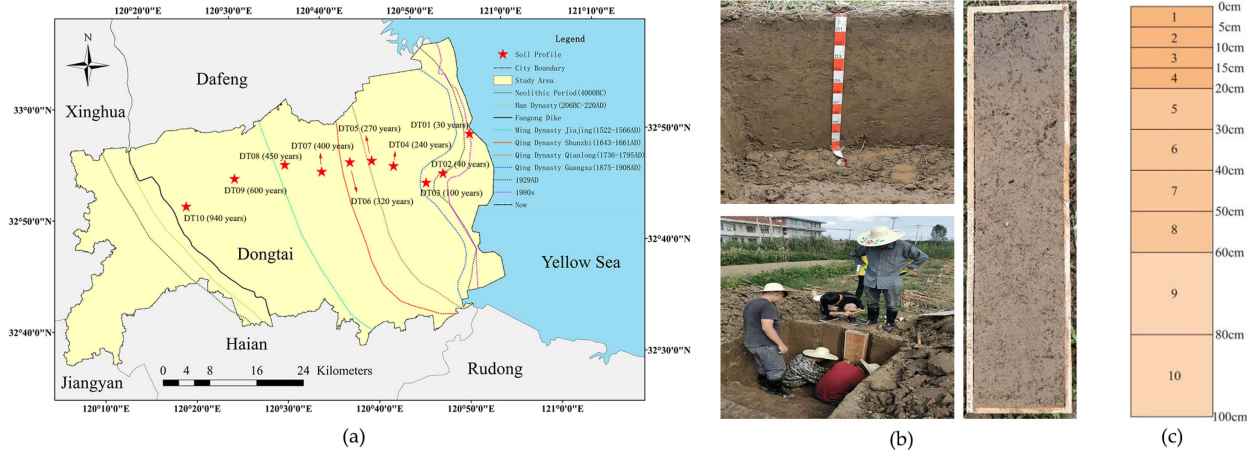 120°20'0"E
120°30'0"E
120°40'0"E
120°50'0"E
121°0'0"E
N
Legend
Soil Profile
City Boundary
Study Area
Neolithic Period(4000BC)
Han Dynasty(206BC-220AD)
Fangong Dike
Ming Dynasty Jiajing(1522-1566AD)
Qing Dynasty Shunzhi(1643-1661AD)
Qing Dynasty Qianlong(1736-1795AD)
Qing Dynasty Guangxu(1875-1908AD)
1929AD
1980s
Now
Dafeng
Xinghua
33°0'0"N
32°50'0"N
32°40'0"N
32°50'0"N
32°40'0"N
32°30'0"N
DT05 (270 years)
DT01 (30 years)
DT07 (400 years)
DT04 (240 years)
DT08 (450 years)
DT02 (40 years)
DT09 (600 years)
DT03 (100 years)
DT06 (320 years)
DT10 (940 years)
Dongtai
Yellow Sea
Haian
Rudong
Jiangyan
0 4 8 16 24 Kilometers
120°10'0"E
120°20'0"E
120°30'0"E
120°40'0"E
120°50'0"E
(a)
(b)
0cm
1
5cm
2
10cm
3
15cm
4
20cm
5
30cm
6
40cm
7
50cm
8
60cm
9
80cm
10
100cm
(c)